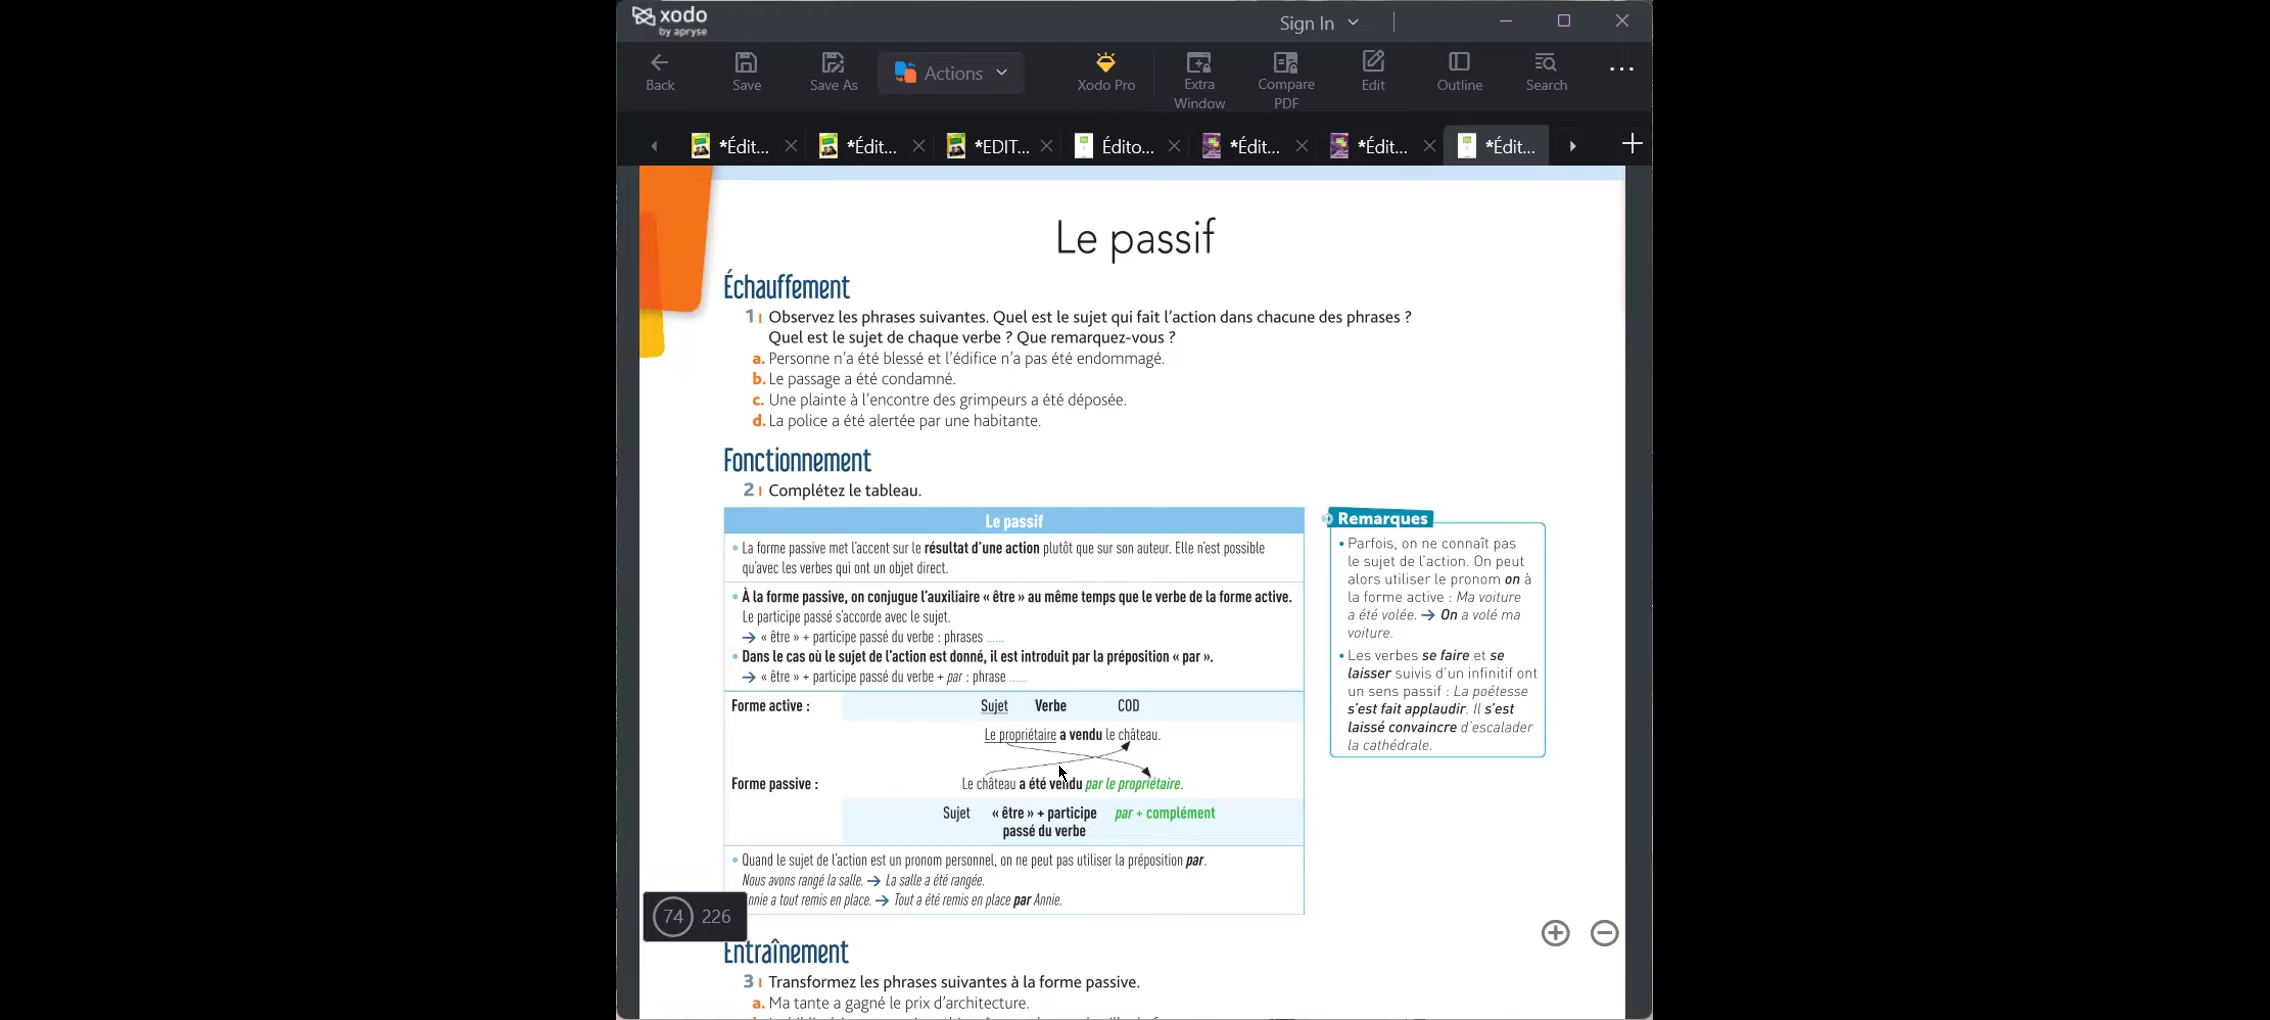 xodo
by apryse
Sign In
Back
Save
Save As
Actions
Xodo Pro
Extra
Window
Compare
PDF
Edit
Outline
Search
*Édit...
*Édit...
*EDIT...
Édito...
*Édit...
*Édit...
*Édit...
Le passif
Échauffement
1 | Observez les phrases suivantes. Quel est le sujet qui fait l'action dans chacune des phrases ?
Quel est le sujet de chaque verbe ? Que remarquez-vous ?
a. Personne n'a été blessé et l'édifice n'a pas été endommagé.
b. Le passage a été condamné.
c. Une plainte à l'encontre des grimpeurs a été déposée.
d. La police a été alertée par une habitante.
Fonctionnement
2 | Complétez le tableau.
Le passif
• La forme passive met l'accent sur le résultat d'une action plutôt que sur son auteur. Elle n'est possible
qu'avec les verbes qui ont un objet direct.
• À la forme passive, on conjugue l'auxiliaire « être » au même temps que le verbe de la forme active.
Le participe passé s'accorde avec le sujet.
→ « être » + participe passé du verbe : phrases ......
• Dans le cas où le sujet de l'action est donné, il est introduit par la préposition « par ».
→ « être » + participe passé du verbe + par : phrase ......
Forme active : Sujet Verbe COD
Le propriétaire a vendu le château.
Forme passive : Le château a été vendu par le propriétaire.
Sujet « être » + participe par + complément
passé du verbe
• Quand le sujet de l'action est un pronom personnel, on ne peut pas utiliser la préposition par.
Nous avons rangé la salle. → La salle a été rangée.
nnie a tout remis en place. → Tout a été remis en place par Annie.
Remarques
• Parfois, on ne connaît pas
le sujet de l'action. On peut
alors utiliser le pronom on à
la forme active : Ma voiture
a été volée. → On a volé ma
voiture.
• Les verbes se faire et se
laisser suivis d'un infinitif ont
un sens passif : La poétesse
s'est fait applaudir. Il s'est
laissé convaincre d'escalader
la cathédrale.
74 226
Entraînement
3 | Transformez les phrases suivantes à la forme passive.
a. Ma tante a gagné le prix d'architecture.